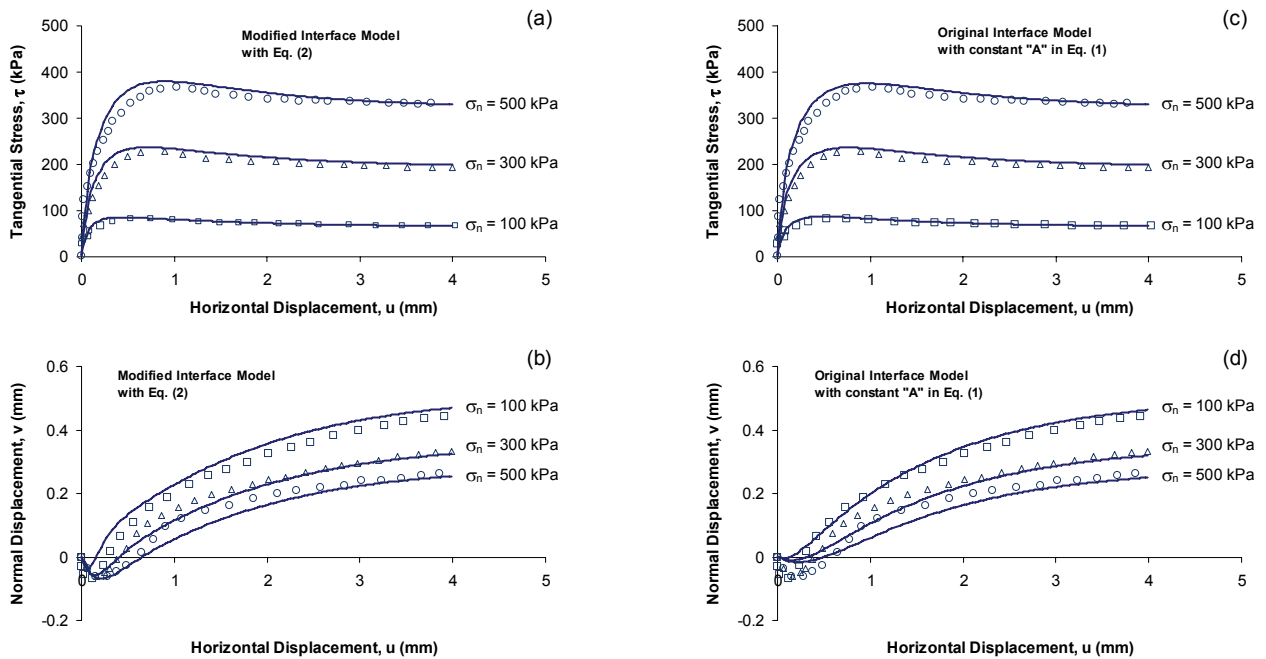 (a)
Modified Interface Model
with Eq. (2)
Tangential Stress, τ (kPa)
500
400
300
200
100
0
σn = 500 kPa
σn = 300 kPa
σn = 100 kPa
0 1 2 3 4 5
Horizontal Displacement, u (mm)
(c)
Original Interface Model
with constant "A" in Eq. (1)
Tangential Stress, τ (kPa)
500
400
300
200
100
0
σn = 500 kPa
σn = 300 kPa
σn = 100 kPa
0 1 2 3 4 5
Horizontal Displacement, u (mm)
(b)
Modified Interface Model
with Eq. (2)
Normal Displacement, v (mm)
0.6
0.4
0.2
0
-0.2
σn = 100 kPa
σn = 300 kPa
σn = 500 kPa
0 1 2 3 4 5
Horizontal Displacement, u (mm)
(d)
Original Interface Model
with constant "A" in Eq. (1)
Normal Displacement, v (mm)
0.6
0.4
0.2
0
-0.2
σn = 100 kPa
σn = 300 kPa
σn = 500 kPa
0 1 2 3 4 5
Horizontal Displacement, u (mm)